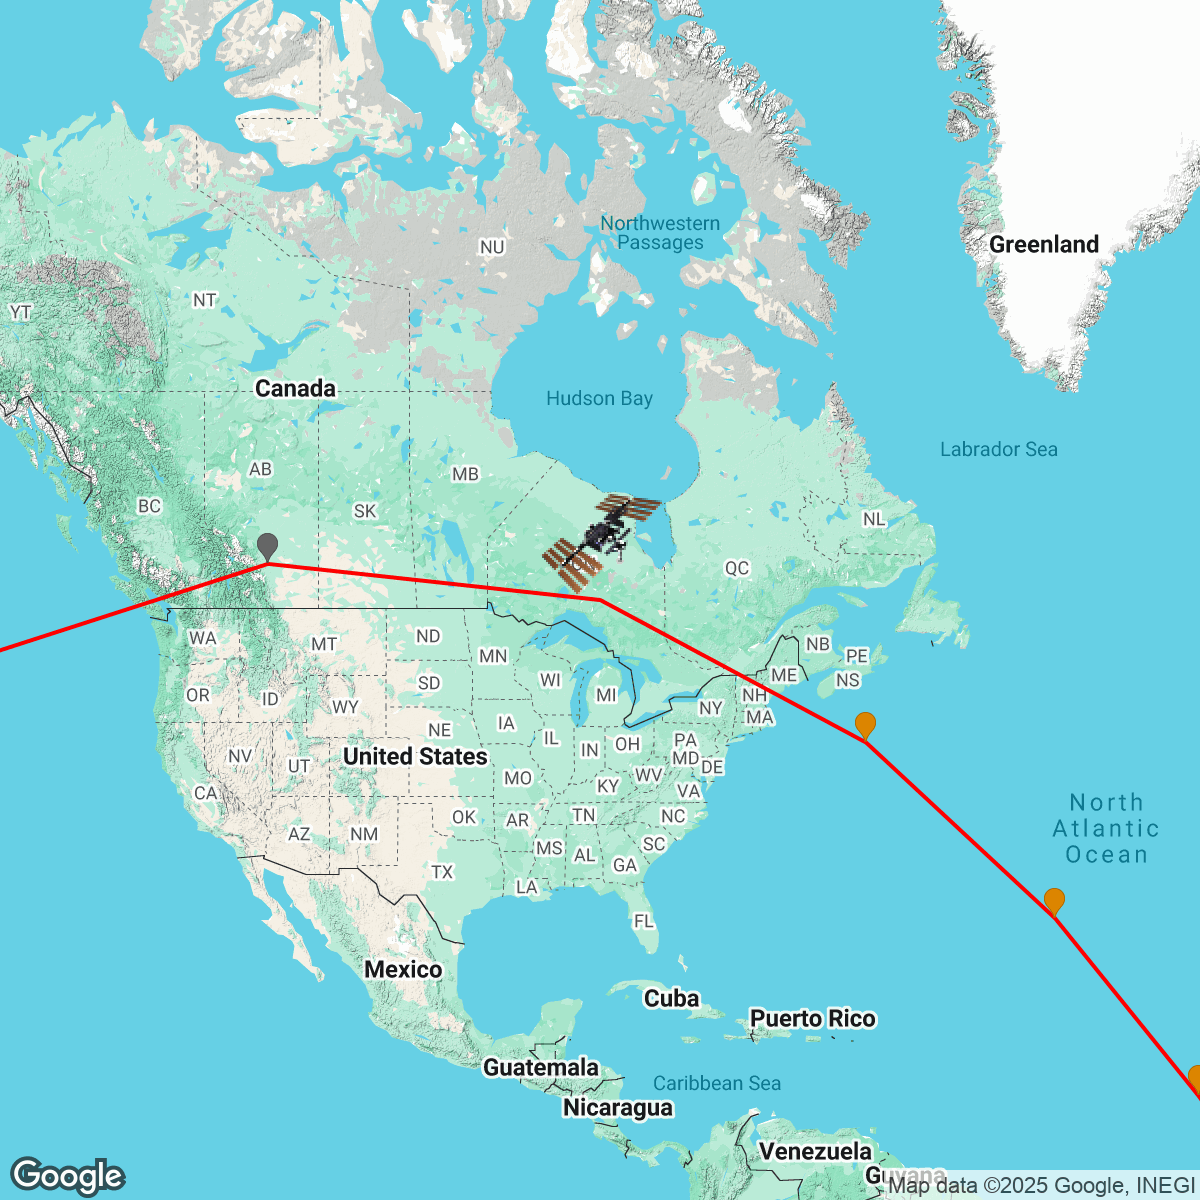 Northwestern
Passages
NU
Greenland
NT
YT
Canada
Hudson Bay
Labrador Sea
AB
MB
BC
SK
NL
QC
WA
MT
ND
NB
PE
MN
ME
NS
OR
ID
SD
WI
MI
NH
WY
NY
MA
IA
NE
NV
UT
United States
IL
IN
OH
PA
MD
DE
CA
MO
KY
WV
VA
North
Atlantic
Ocean
AZ
NM
OK
AR
TN
NC
MS
AL
SC
GA
TX
LA
FL
Mexico
Cuba
Puerto Rico
Guatemala
Caribbean Sea
Nicaragua
Venezuela
Guyana
Google
Map data ©2025 Google, INEGI